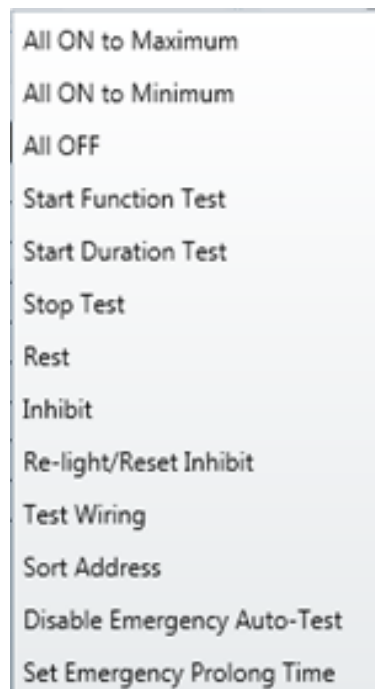 All ON to Maximum
All ON to Minimum
All OFF
Start Function Test
Start Duration Test
Stop Test
Rest
Inhibit
Re-light/Reset Inhibit
Test Wiring
Sort Address
Disable Emergency Auto-Test
Set Emergency Prolong Time